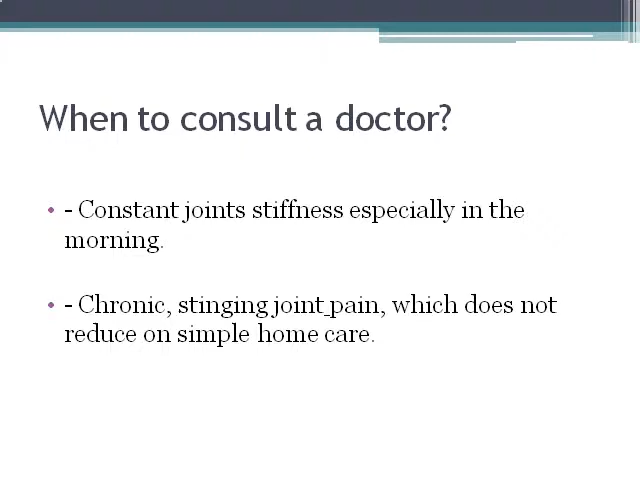 When to consult a doctor?
• - Constant joints stiffness especially in the
morning.
• - Chronic, stinging joint pain, which does not
reduce on simple home care.